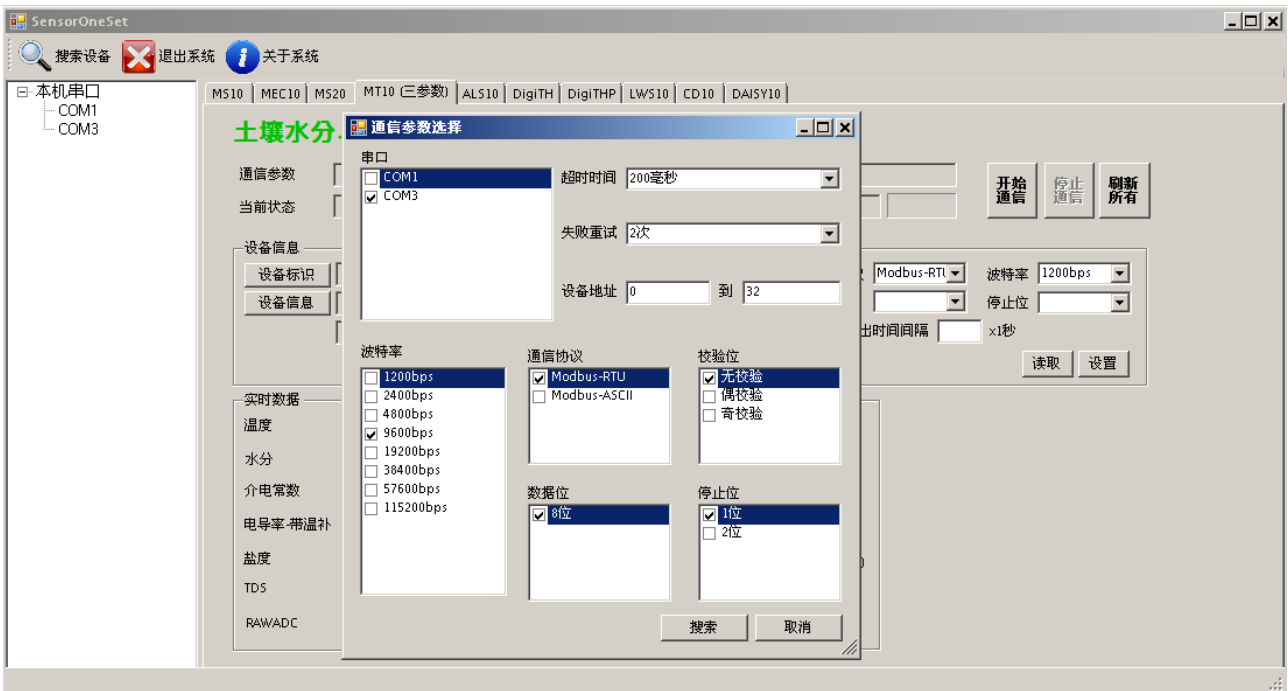 SensorOneSet
搜索设备 退出系统 关于系统
本机串口
COM1
COM3
MS10 MEC10 MS20 MT10 (三参数) ALS10 DigiTH DigiTHP LWS10 CD10 DAISY10
土壤水分
通信参数
当前状态
开始通信 停止通信 刷新所有
设备信息
设备标识
设备信息
Modbus-RTU 波特率 1200bps
停止位
出时间间隔 x1秒
读取 设置
实时数据
温度
水分
介电常数
电导率-带温补
盐度
TDS
RAWADC
通信参数选择
串口
COM1
COM3
超时时间 200毫秒
失败重试 2次
设备地址 0 到 32
波特率
1200bps
2400bps
4800bps
9600bps
19200bps
38400bps
57600bps
115200bps
通信协议
Modbus-RTU
Modbus-ASCII
校验位
无校验
偶校验
奇校验
数据位
8位
停止位
1位
2位
搜索 取消